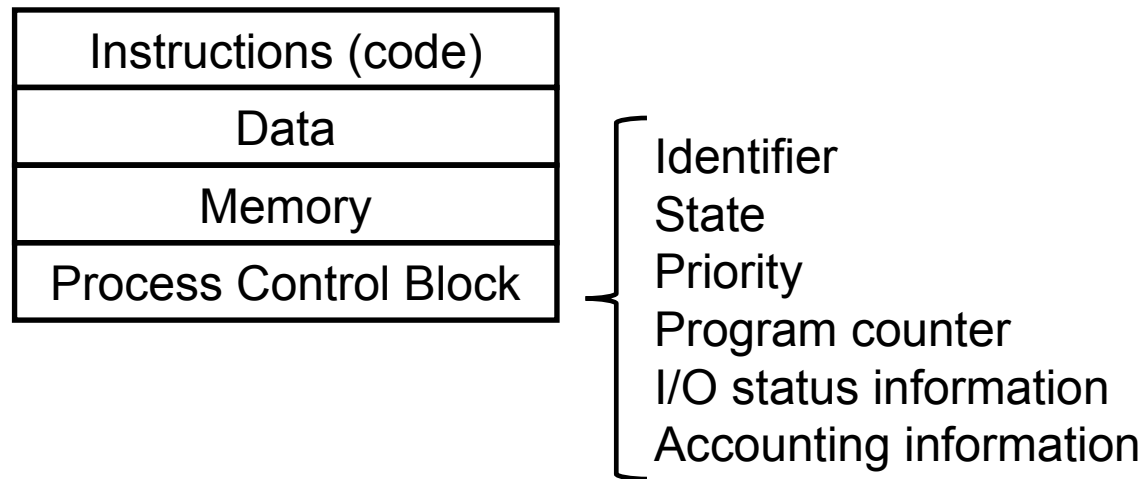 Instructions (code)
Data
Memory
Process Control Block
Identifier
State
Priority
Program counter
I/O status information
Accounting information